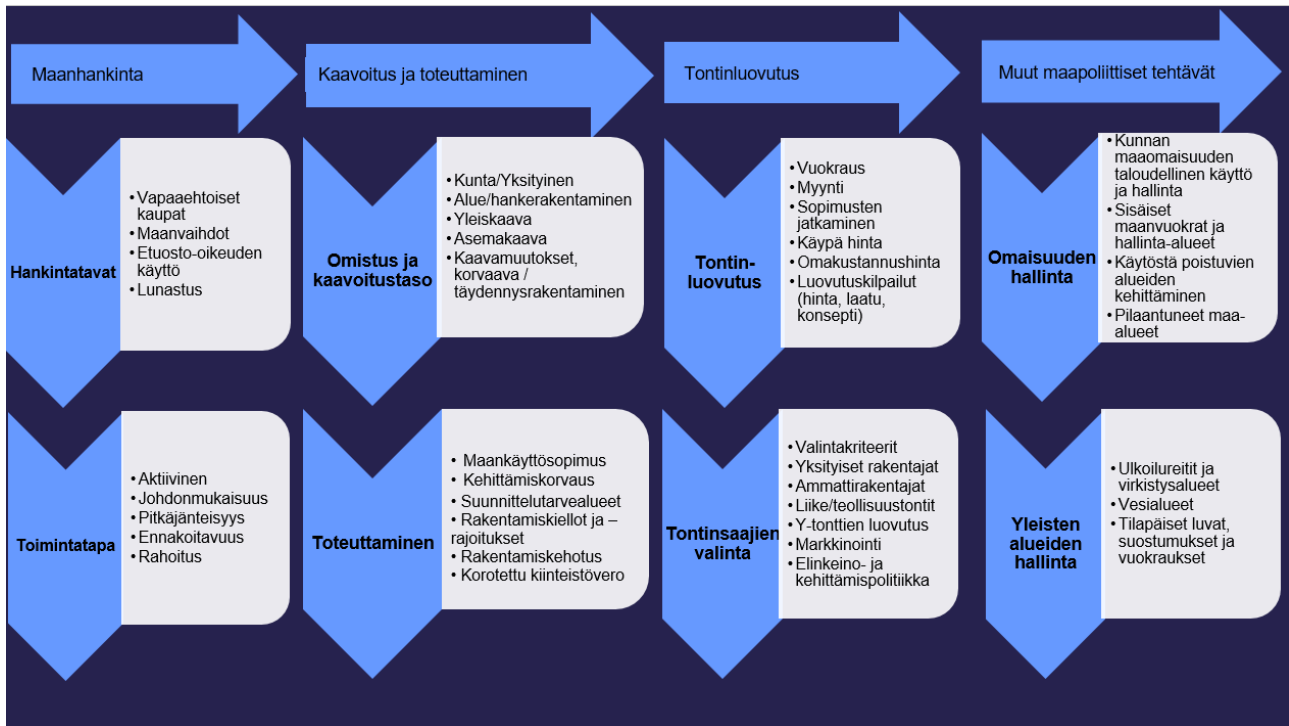 Maanhankinta
Kaavoitus ja toteuttaminen
Tontinluovutus
Muut maapoliittiset tehtävät
Hankintatavat
• Vapaaehtoiset
kaupat
• Maanvaihdot
• Etuosto-oikeuden
käyttö
• Lunastus
Omistus ja
kaavoitustaso
• Kunta/Yksityinen
• Alue/hankerakentaminen
• Yleiskaava
• Asemakaava
• Kaavamuutokset,
korvaava /
täydennysrakentaminen
Tontin-
luovutus
• Vuokraus
• Myynti
• Sopimusten
jatkaminen
• Käypä hinta
• Omakustannushinta
• Luovutuskilpailut
(hinta, laatu,
konsepti)
Omaisuuden
hallinta
• Kunnan
maaomaisuuden
taloudellinen käyttö
ja hallinta
• Sisäiset
maanvuokrat ja
hallinta-alueet
• Käytöstä poistuvien
alueiden
kehittäminen
• Pilaantuneet maa-
alueet
Toimintatapa
• Aktiivinen
• Johdonmukaisuus
• Pitkäjänteisyys
• Ennakoitavuus
• Rahoitus
Toteuttaminen
• Maankäyttösopimus
• Kehittämiskorvaus
• Suunnittelutarvealueet
• Rakentamiskiellot ja –
rajoitukset
• Rakentamiskehotus
• Korotettu kiinteistövero
Tontinsaajien
valinta
• Valintakriteerit
• Yksityiset rakentajat
• Ammattirakentajat
• Liike/teollisuustontit
• Y-tonttien luovutus
• Markkinointi
• Elinkeino- ja
kehittämispolitiikka
Yleisten
alueiden
hallinta
• Ulkoilureitit ja
virkistysalueet
• Vesialueet
• Tilapäiset luvat,
suostumukset ja
vuokraukset